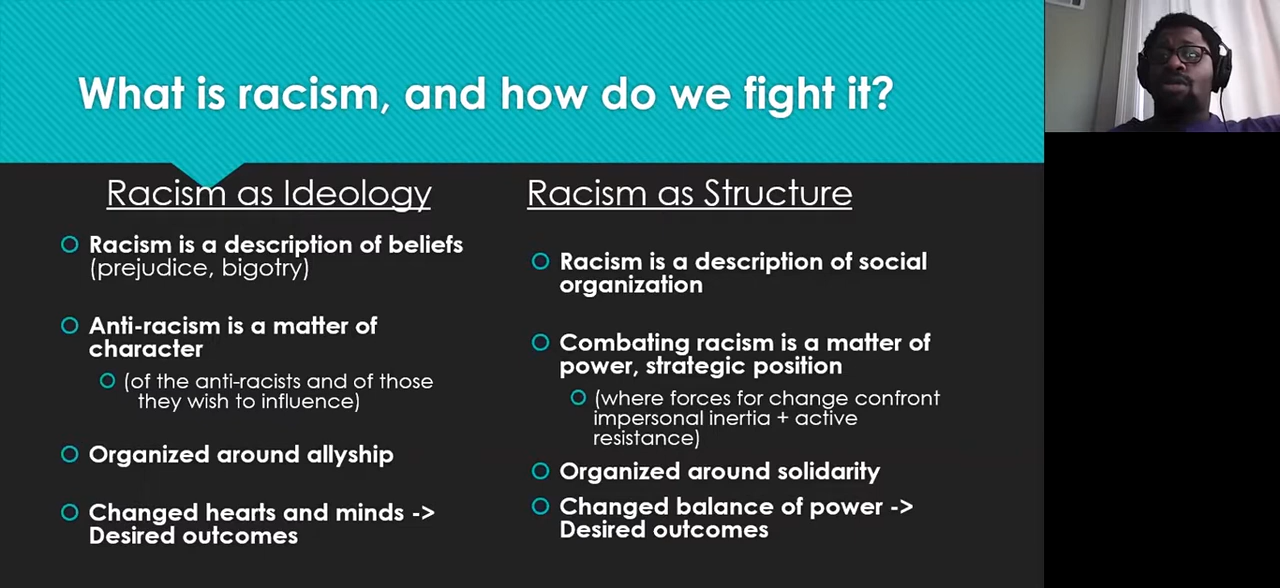 What is racism, and how do we fight it?
Racism as Ideology
Racism is a description of beliefs
(prejudice, bigotry)
Anti-racism is a matter of
character
(of the anti-racists and of those
they wish to influence)
Organized around allyship
Changed hearts and minds ->
Desired outcomes
Racism as Structure
Racism is a description of social
organization
Combating racism is a matter of
power, strategic position
(where forces for change confront
impersonal inertia + active
resistance)
Organized around solidarity
Changed balance of power ->
Desired outcomes